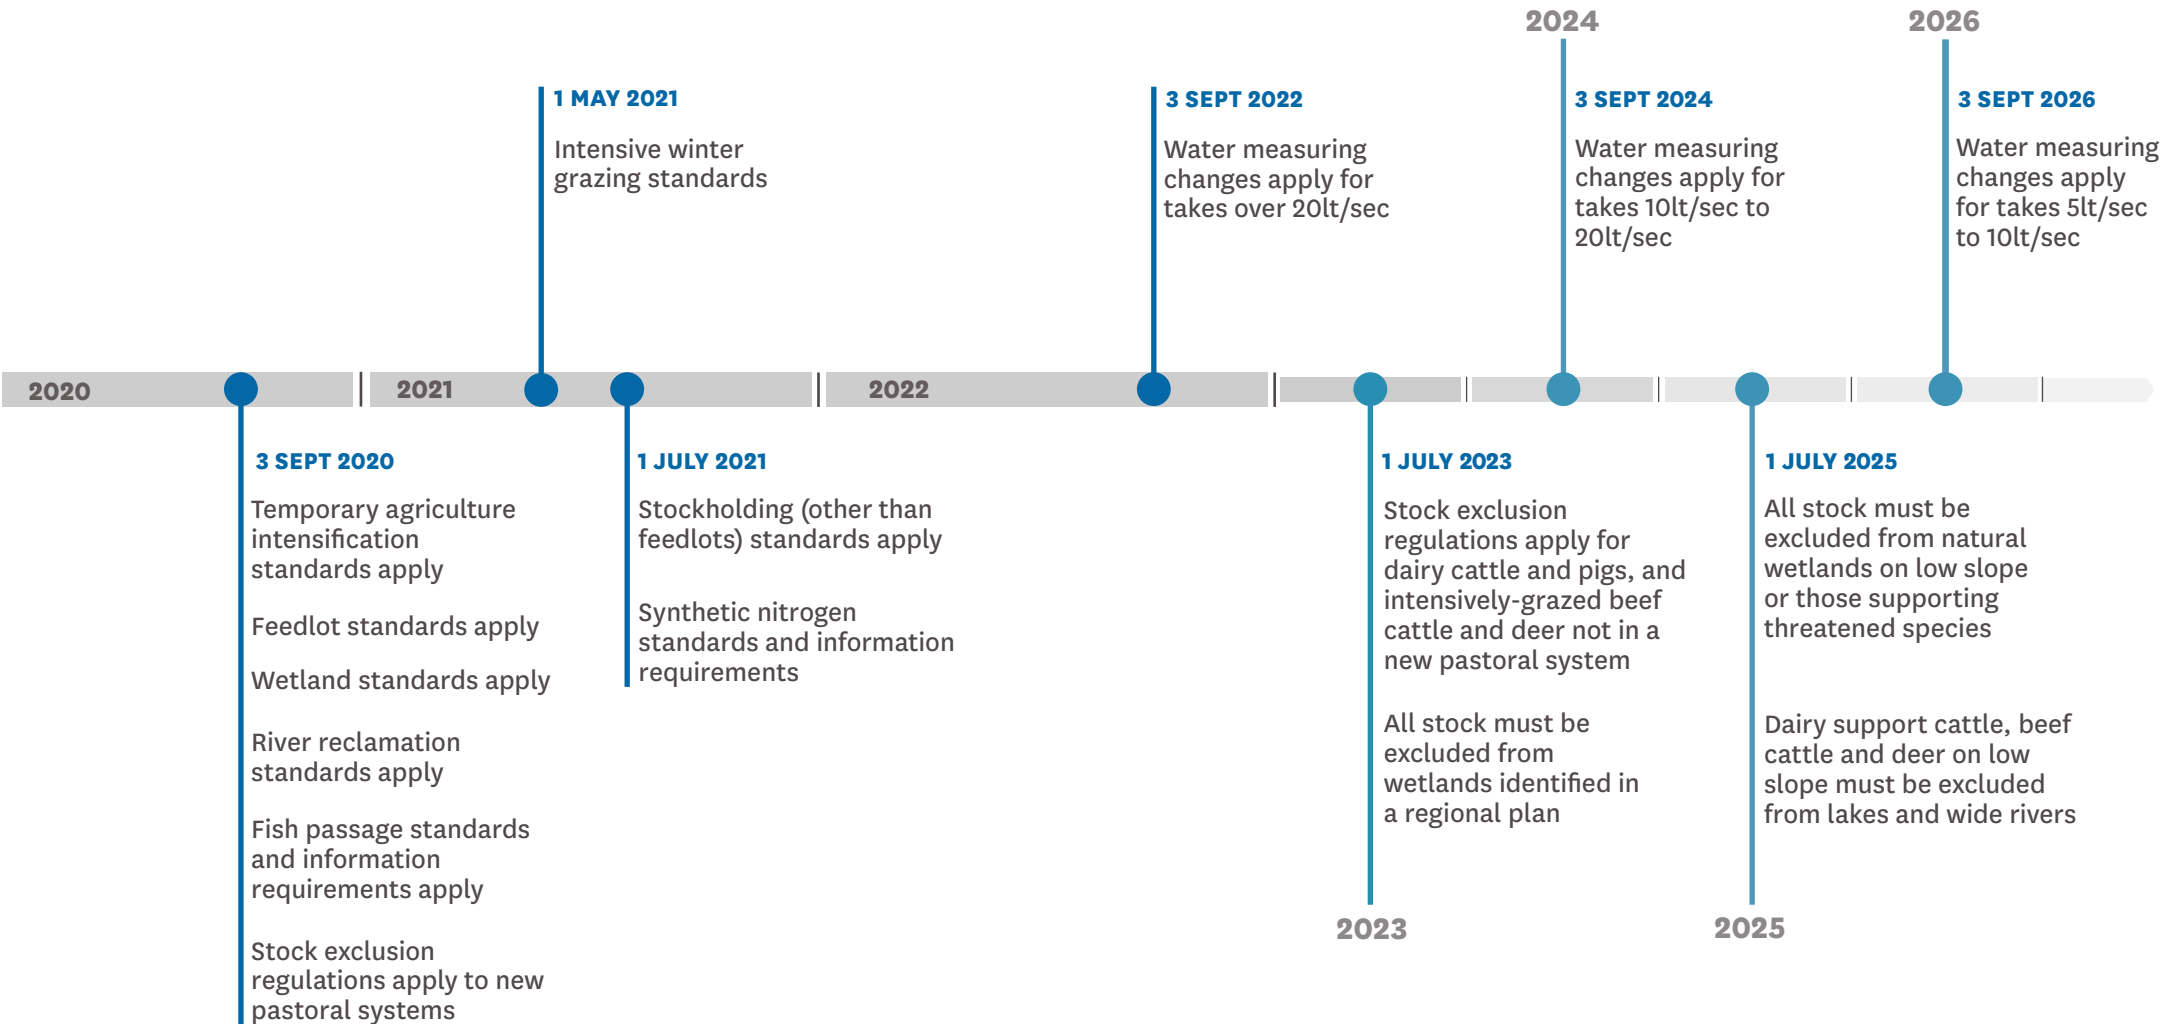 2024
2026
1 MAY 2021
Intensive winter
grazing standards
3 SEPT 2022
Water measuring
changes apply for
takes over 20lt/sec
3 SEPT 2024
Water measuring
changes apply for
takes 10lt/sec to
20lt/sec
3 SEPT 2026
Water measuring
changes apply
for takes 5lt/sec
to 10lt/sec
2020
2021
2022
3 SEPT 2020
Temporary agriculture
intensification
standards apply
Feedlot standards apply
Wetland standards apply
River reclamation
standards apply
Fish passage standards
and information
requirements apply
Stock exclusion
regulations apply to new
pastoral systems
1 JULY 2021
Stockholding (other than
feedlots) standards apply
Synthetic nitrogen
standards and information
requirements
1 JULY 2023
Stock exclusion
regulations apply for
dairy cattle and pigs, and
intensively-grazed beef
cattle and deer not in a
new pastoral system
All stock must be
excluded from
wetlands identified in
a regional plan
2023
1 JULY 2025
All stock must be
excluded from natural
wetlands on low slope
or those supporting
threatened species
Dairy support cattle, beef
cattle and deer on low
slope must be excluded
from lakes and wide rivers
2025